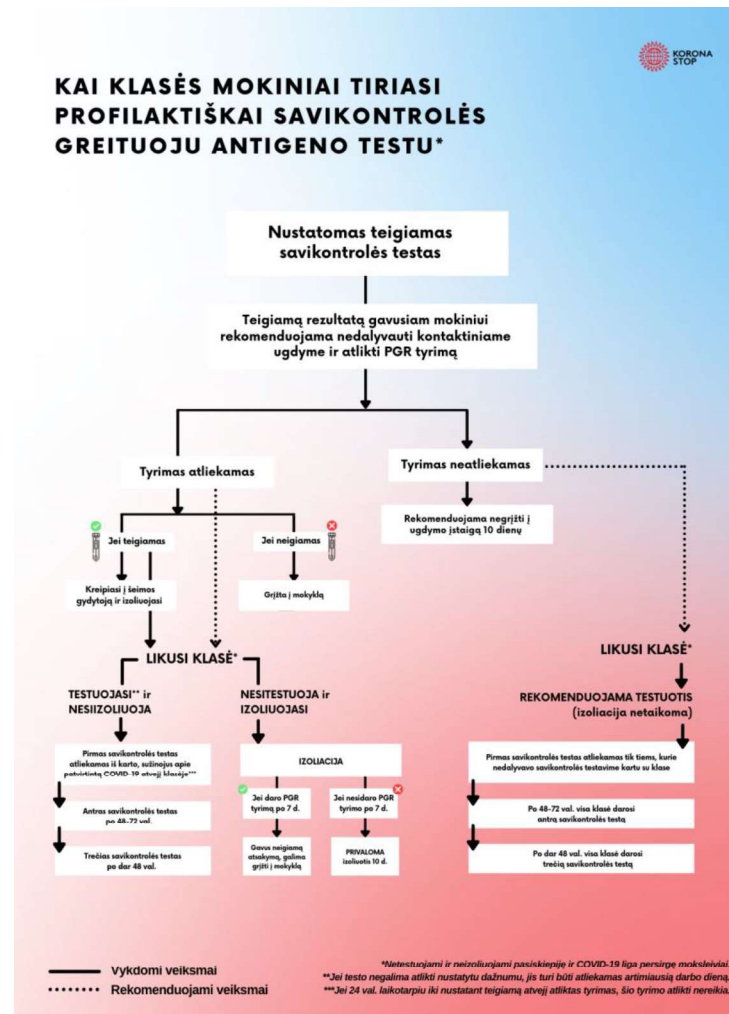 KORONA
STOP
KAI KLASĖS MOKINIAI TIRIASI
PROFILAKTIŠKAI SAVIKONTROLĖS
GREITUOJU ANTIGENO TESTU*
Nustatomas teigiamas
savikontrolės testas
Teigiamą rezultatą gavusiam mokiniui
rekomenduojama nedalyvauti kontaktiniame
ugdyme ir atlikti PGR tyrimą
Tyrimas atliekamas
Tyrimas neatliekamas
Jei teigiamas
Jei neigiamas
Rekomenduojama negrįžti į
ugdymo įstaigą 10 dienų
Kreipiasi į šeimos
gydytoją ir izoliuojasi
Grįžta į mokyklą
LIKUSI KLASĖ*
TESTUOJASI** ir
NESIIZOLIUOJA
NESITESTUOJA ir
IZOLIUOJASI
Pirmas savikontrolės testas
atliekamas iš karto, sužinojus apie
patvirtintą COVID-19 atvejį klasėje***
Antras savikontrolės testas
po 48-72 val.
Trečias savikontrolės testas
po dar 48 val.
IZOLIACIJA
Jei daro PGR
tyrimą po 7 d.
Jei nesidaro PGR
tyrimo po 7 d.
Gavus neigiamą
atsakymą, galima
grįžti į mokyklą
PRIVALOMA
izoliuotis 10 d.
LIKUSI KLASĖ*
REKOMENDUOJAMA TESTUOTIS
(izoliacija netaikoma)
Pirmas savikontrolės testas atliekamas tik tiems, kurie
nedalyvavo savikontrolės testavime kartu su klase
Po 48-72 val. visa klasė darosi
antrą savikontrolės testą
Po dar 48 val. visa klasė darosi
trečią savikontrolės testą
Vykdomi veiksmai
Rekomenduojami veiksmai
*Netestuojami ir neizoliuojami pasiskiepiję ir COVID-19 liga persirgę moksleiviai.
**Jei testo negalima atlikti nustatytu dažnumu, jis turi būti atliekamas artimiausią darbo dieną.
***Jei 24 val. laikotarpiu iki nustatant teigiamą atvejį atliktas tyrimas, šio tyrimo atlikti nereikia.